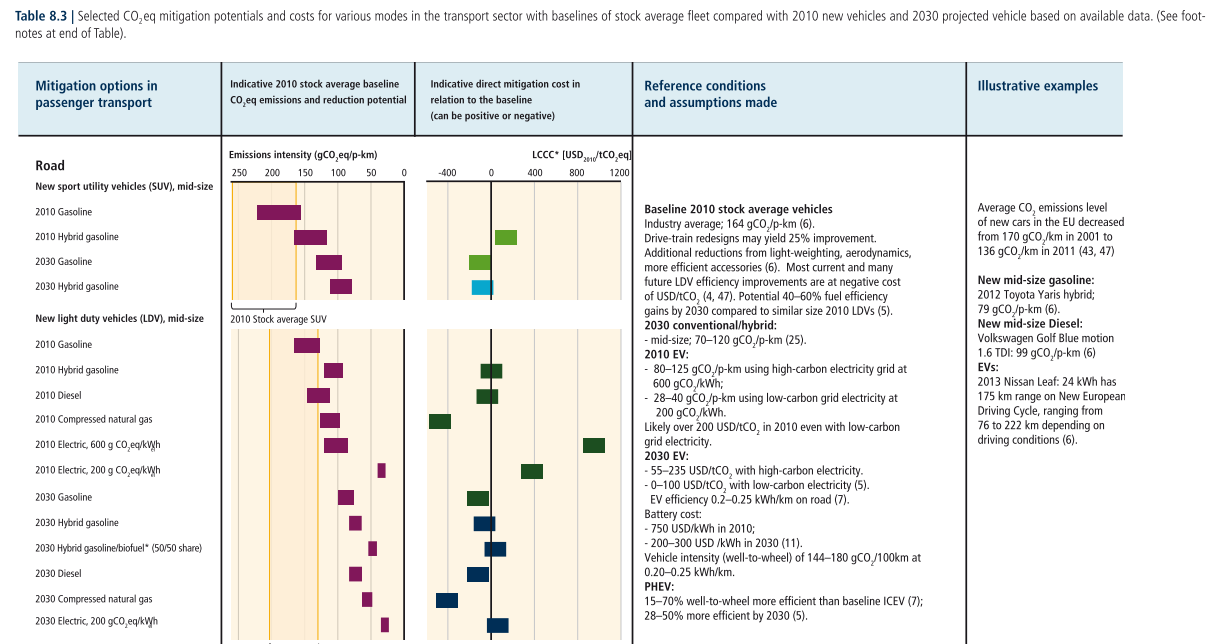 Table 8.3 | Selected CO2eq mitigation potentials and costs for various modes in the transport sector with baselines of stock average fleet compared with 2010 new vehicles and 2030 projected vehicle based on available data. (See foot-
notes at end of Table).
Mitigation options in
passenger transport
Indicative 2010 stock average baseline
CO2eq emissions and reduction potential
Indicative direct mitigation cost in
relation to the baseline
(can be positive or negative)
Reference conditions
and assumptions made
Illustrative examples
Road
Emissions intensity (gCO2eq/p-km)
250 200 150 100 50 0
LCCC* [USD2010/tCO2eq]
-400 0 400 800 1200
New sport utility vehicles (SUV), mid-size
2010 Gasoline
2010 Hybrid gasoline
2030 Gasoline
2030 Hybrid gasoline
2010 Stock average SUV
New light duty vehicles (LDV), mid-size
2010 Gasoline
2010 Hybrid gasoline
2010 Diesel
2010 Compressed natural gas
2010 Electric, 600 g CO2eq/kWh
2010 Electric, 200 g CO2eq/kWh
2030 Gasoline
2030 Hybrid gasoline
2030 Hybrid gasoline/biofuel* (50/50 share)
2030 Diesel
2030 Compressed natural gas
2030 Electric, 200 gCO2eq/kWh
Baseline 2010 stock average vehicles
Industry average; 164 gCO2/p-km (6).
Drive-train redesigns may yield 25% improvement.
Additional reductions from light-weighting, aerodynamics,
more efficient accessories (6). Most current and many
future LDV efficiency improvements are at negative cost
of USD/tCO2 (4, 47). Potential 40–60% fuel efficiency
gains by 2030 compared to similar size 2010 LDVs (5).
2030 conventional/hybrid:
- mid-size; 70–120 gCO2/p-km (25).
2010 EV:
- 80–125 gCO2/p-km using high-carbon electricity grid at
600 gCO2/kWh;
- 28–40 gCO2/p-km using low-carbon grid electricity at
200 gCO2/kWh.
Likely over 200 USD/tCO2 in 2010 even with low-carbon
grid electricity.
2030 EV:
- 55–235 USD/tCO2 with high-carbon electricity.
- 0–100 USD/tCO2 with low-carbon electricity (5).
EV efficiency 0.2–0.25 kWh/km on road (7).
Battery cost:
- 750 USD/kWh in 2010;
- 200–300 USD /kWh in 2030 (11).
Vehicle intensity (well-to-wheel) of 144–180 gCO2/100km at
0.20–0.25 kWh/km.
PHEV:
15–70% well-to-wheel more efficient than baseline ICEV (7);
28–50% more efficient by 2030 (5).
Average CO2 emissions level
of new cars in the EU decreased
from 170 gCO2/km in 2001 to
136 gCO2/km in 2011 (43, 47)
New mid-size gasoline:
2012 Toyota Yaris hybrid;
79 gCO2/p-km (6).
New mid-size Diesel:
Volkswagen Golf Blue motion
1.6 TDI: 99 gCO2/p-km (6)
EVs:
2013 Nissan Leaf: 24 kWh has
175 km range on New European
Driving Cycle, ranging from
76 to 222 km depending on
driving conditions (6).